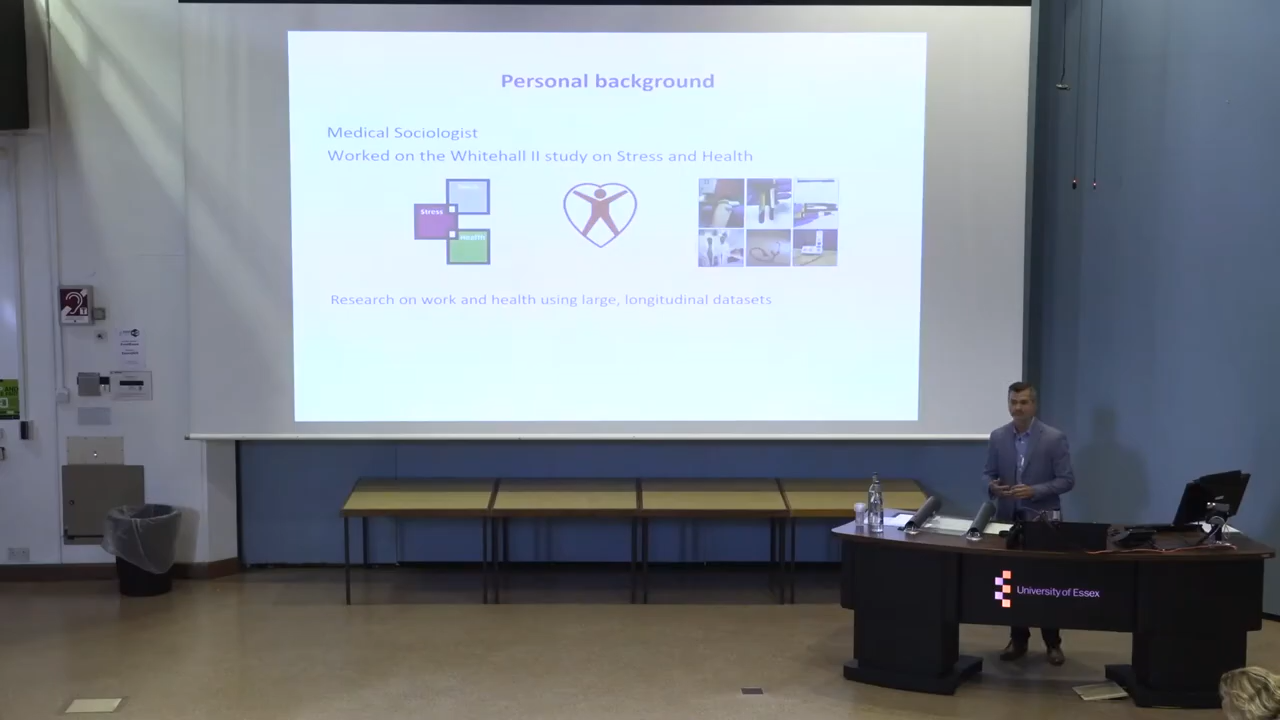 Personal background
Medical Sociologist
Worked on the Whitehall II study on Stress and Health
Stress
Health
Research on work and health using large, longitudinal datasets
University of Essex